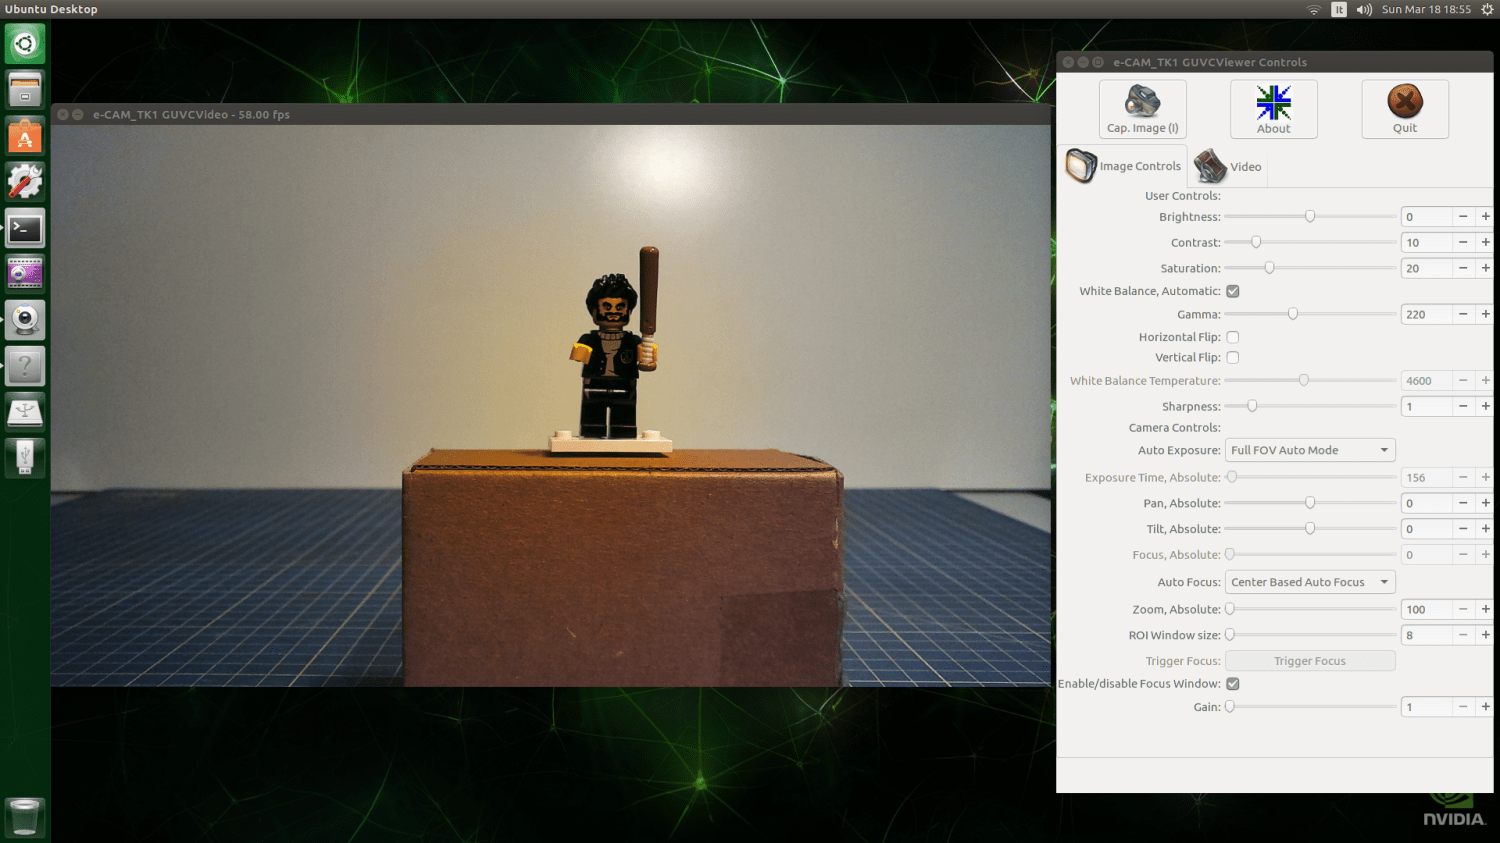 Ubuntu Desktop
It
Sun Mar 18 18:55
e-CAM_TK1 GUVCViewer Controls
Cap. Image (I)
About
Quit
e-CAM_TK1 GUVCVideo - 58.00 fps
Image Controls
Video
User Controls:
Brightness: 0
Contrast: 10
Saturation: 20
White Balance, Automatic:
Gamma: 220
Horizontal Flip:
Vertical Flip:
White Balance Temperature: 4600
Sharpness: 1
Camera Controls:
Auto Exposure: Full FOV Auto Mode
Exposure Time, Absolute: 156
Pan, Absolute: 0
Tilt, Absolute: 0
Focus, Absolute: 0
Auto Focus: Center Based Auto Focus
Zoom, Absolute: 100
ROI Window size: 8
Trigger Focus: Trigger Focus
Enable/disable Focus Window:
Gain: 1
NVIDIA.